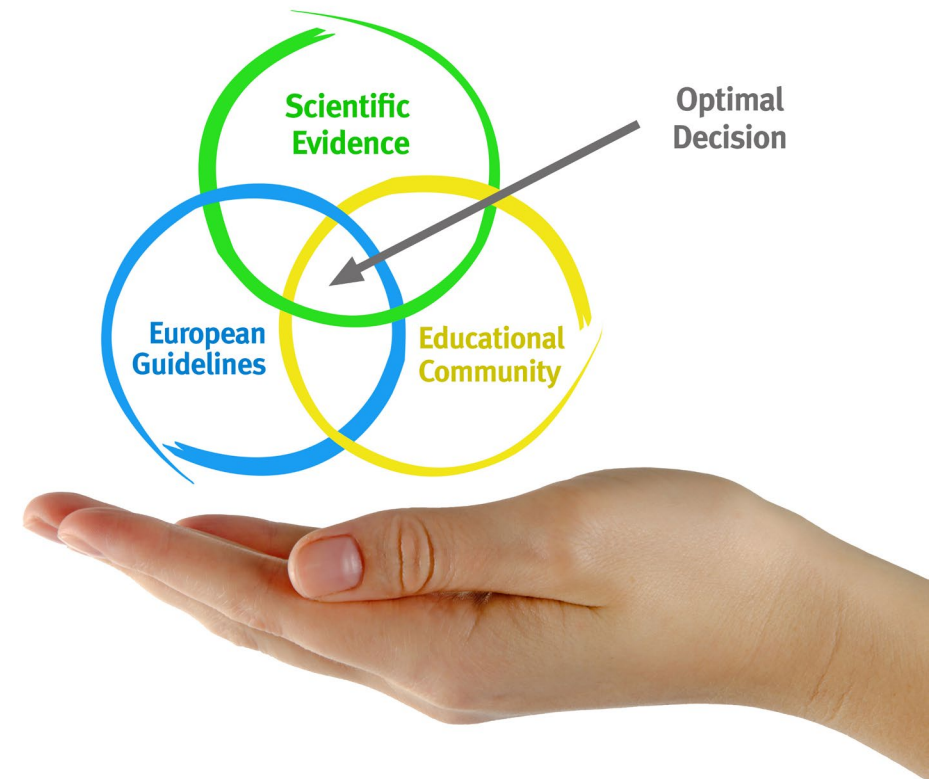 Scientific
Evidence
Optimal
Decision
European
Guidelines
Educational
Community